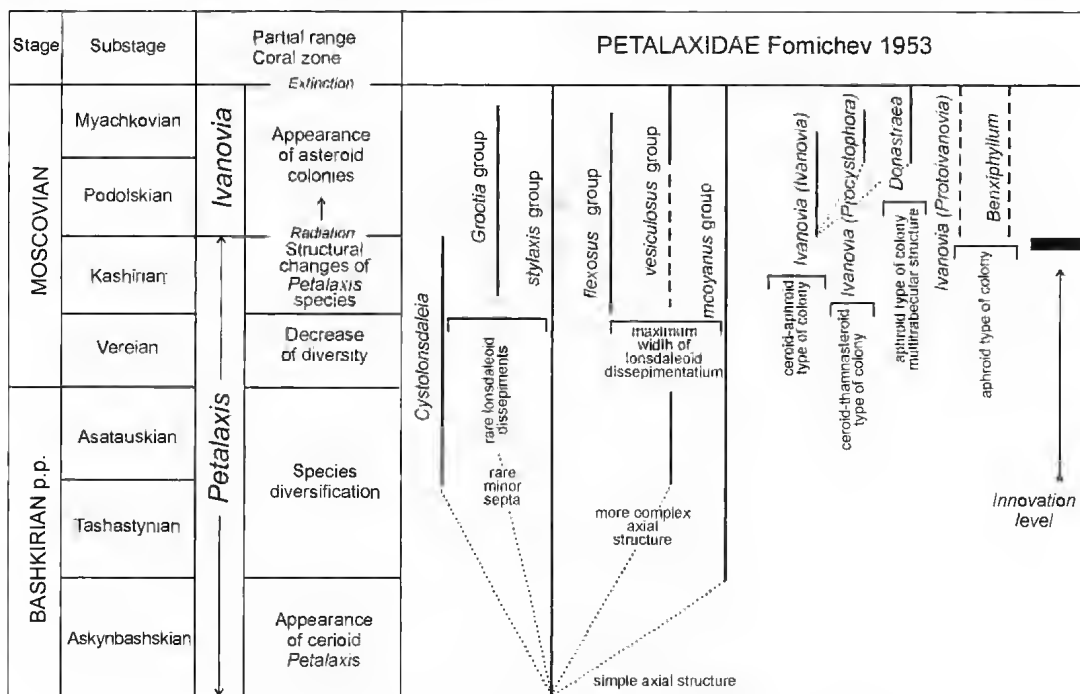 Stage
Substage
Partial range
Coral zone
PETALAXIDAE Fomichev 1953
Extinction
MOSCOVIAN
Myachkovian
Podolskian
Kashirian
Vereian
BASHKIRIAN p.p.
Asatauskian
Tashastynian
Askynbashskian
Ivanovia
Petalaxis
Appearance
of asteroid
colonies
Radiation
Structural
changes of
Petalaxis
species
Decrease
of diversity
Species
diversification
Appearance
of cerioid
Petalaxis
Cystolonsdaleia
Grootia group
stylaxis group
rare lonsdaleoid
dissepiments
rare
minor
septa
flexosus group
vesiculosus group
mcoyanus group
maximum
width of
lonsdaleoid
dissepimentatium
more complex
axial
structure
simple axial structure
Ivanovia (Ivanovia)
ceroid-aphroid
type of colony
Ivanovia (Procystophora)
ceroid-thamnasteroid
type of colony
Donastraea
aphroid type of colony
multitrabecular structure
Ivanovia (Protoivanovia)
Benxiphyllum
aphroid type of colony
Innovation
level